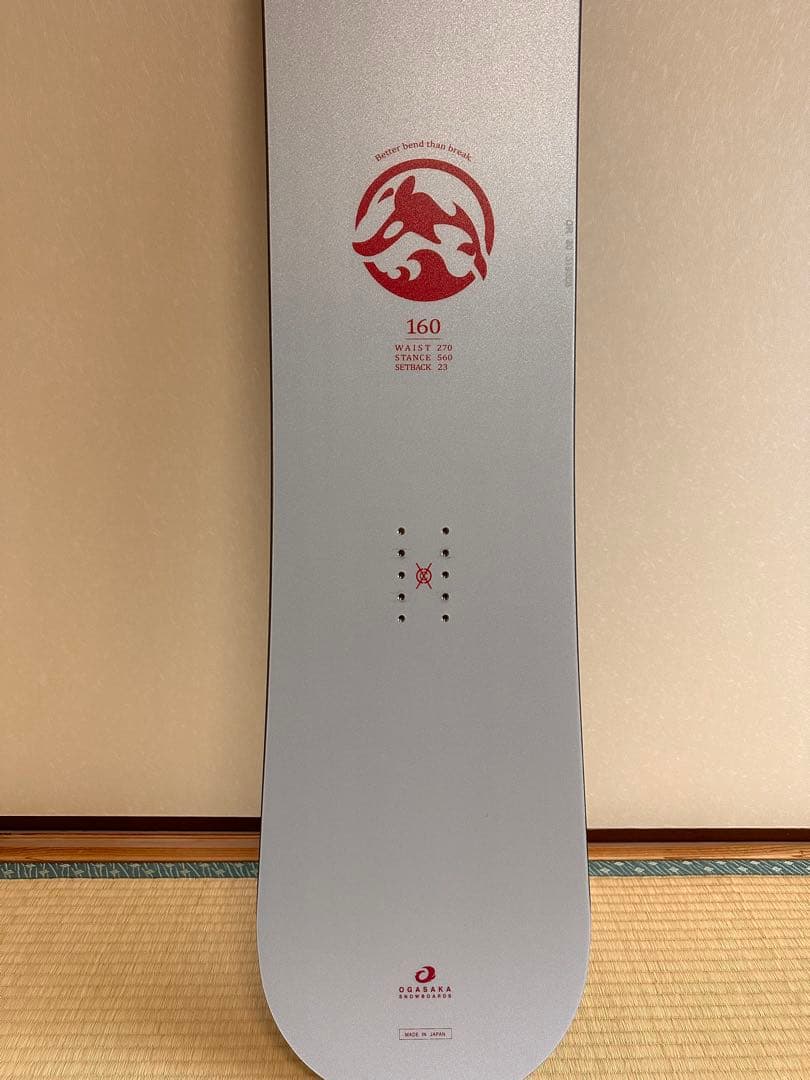 Better bend than break.
160
WAIST 270
STANCE 560
SETBACK 23
OGASAKA
SNOWBOARDS
MADE IN JAPAN